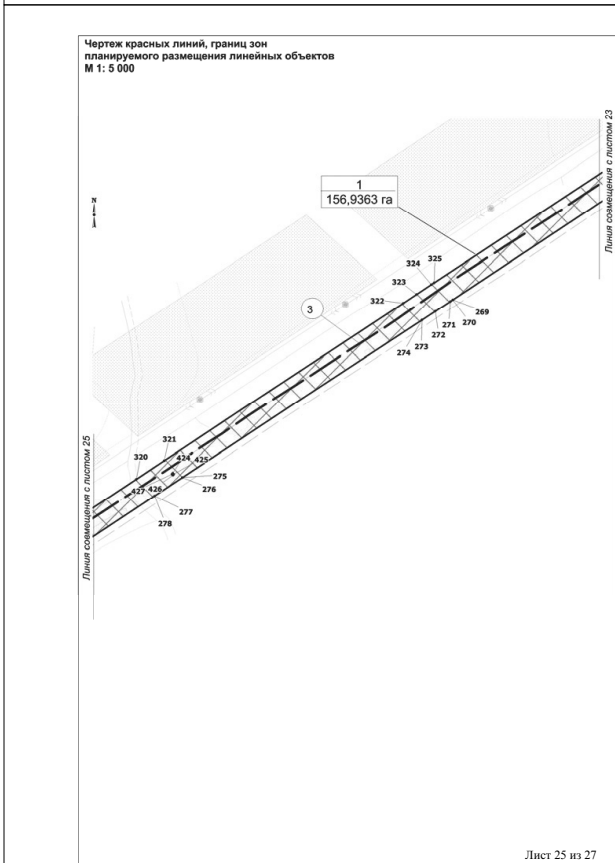 Чертеж красных линий, границ зон
планируемого размещения линейных объектов
М 1: 5 000
Линия созмещения с листом 23
N
1
156,9363 га
324
325
323
322
3
269
270
271
272
273
274
Линия совмещения с листом 25
321
320
424
425
427
426
275
276
277
278
Лист 25 из 27